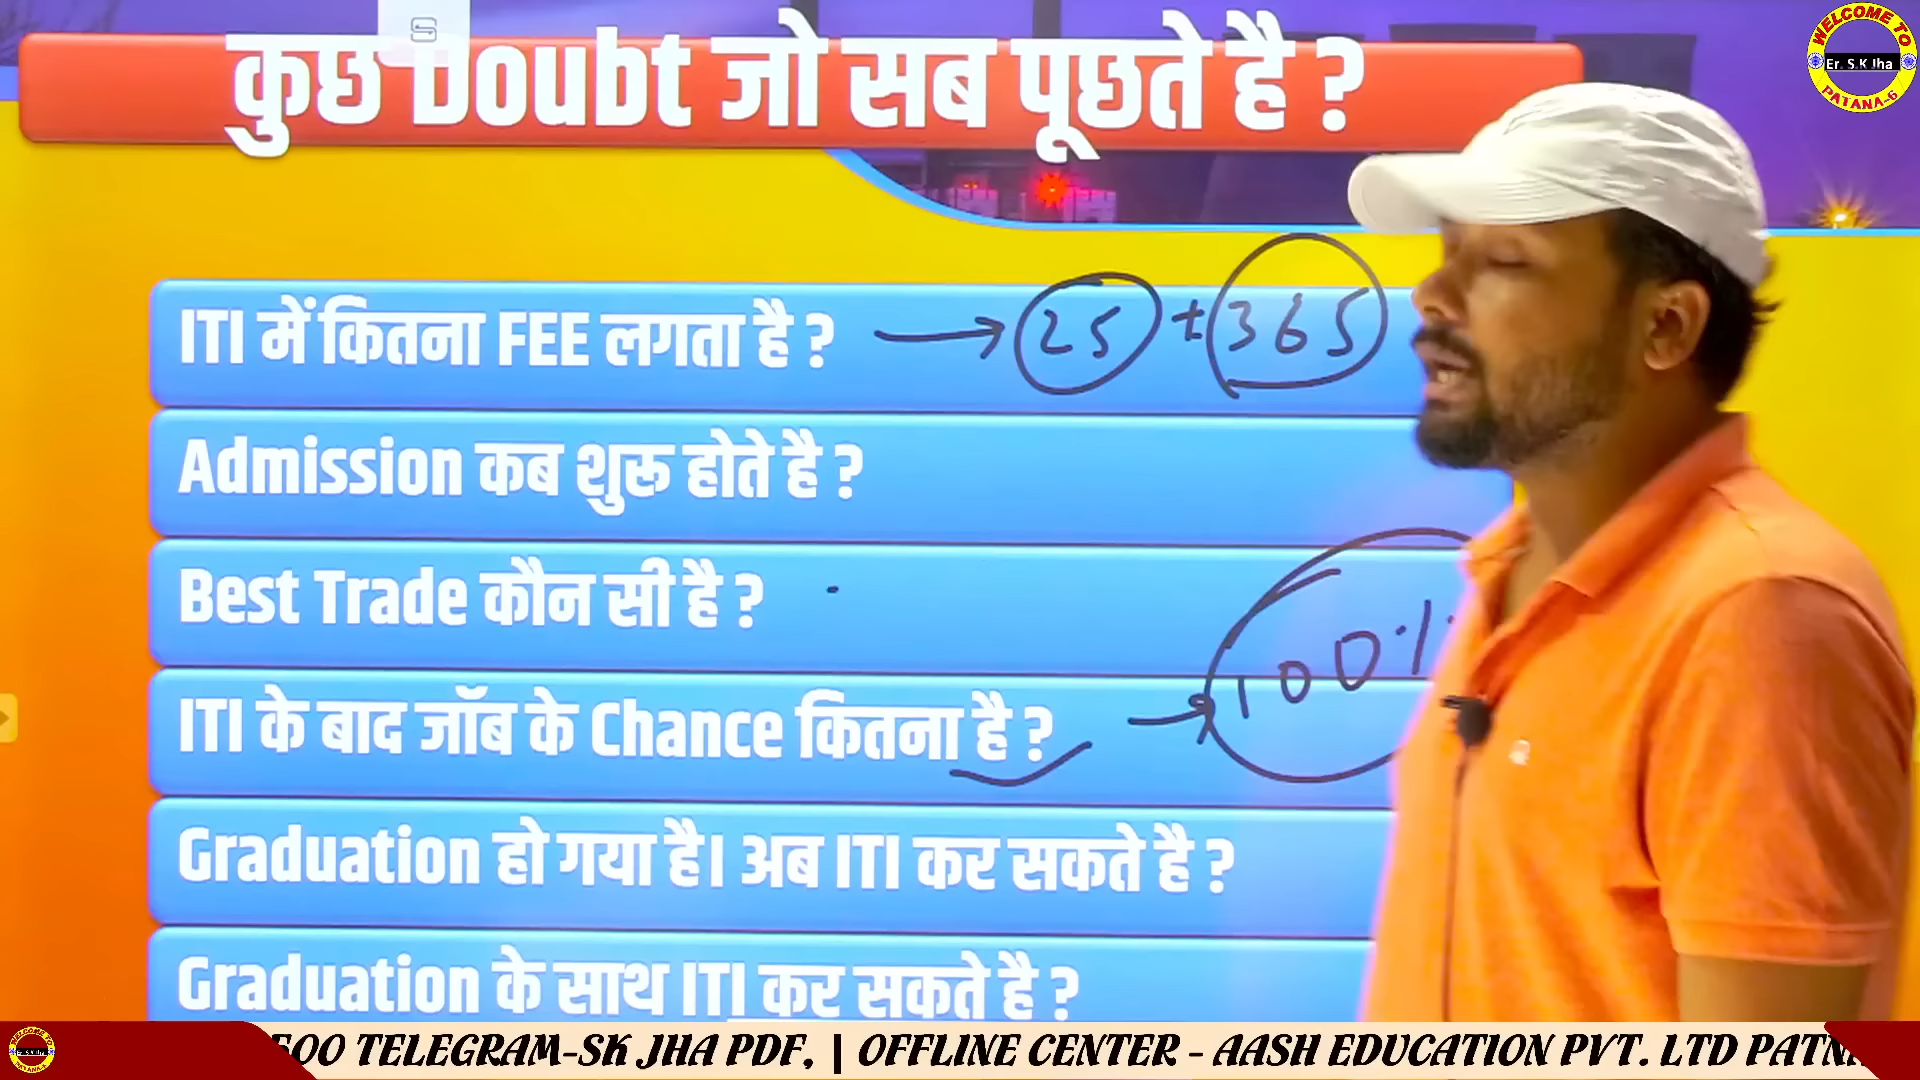 कुछ Doubt जो सब पूछते है ?
WELCOME TO
Er. S.K Jha
PATANA-6
ITI में कितना FEE लगता है ? → 25 + 365
Admission कब शुरू होते है ?
Best Trade कौन सी है ?
ITI के बाद जॉब के Chance कितना है ? → 100%
Graduation हो गया है। अब ITI कर सकते है ?
Graduation के साथ ITI कर सकते है ?
500 TELEGRAM-SK JHA PDF, | OFFLINE CENTER - AASH EDUCATION PVT. LTD